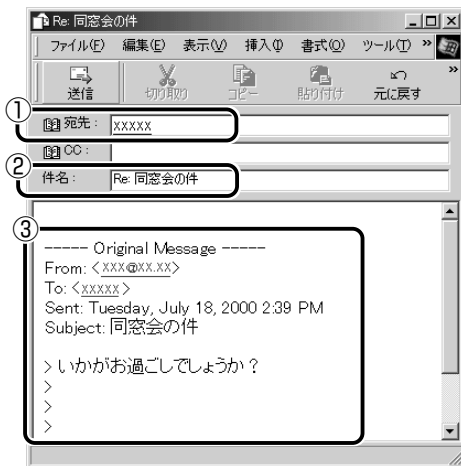 Re: 同窓会の件
ファイル(F) 編集(E) 表示(V) 挿入(I) 書式(O) ツール(T) »
送信 切り取り コピー 貼り付け 元に戻す »
① 宛先: xxxxx
CC:
② 件名: Re: 同窓会の件
③
----- Original Message -----
From: <xxx@xx.xx>
To: <xxxxx>
Sent: Tuesday, July 18, 2000 2:39 PM
Subject: 同窓会の件
> いかがお過ごしでしょうか?
>
>
>